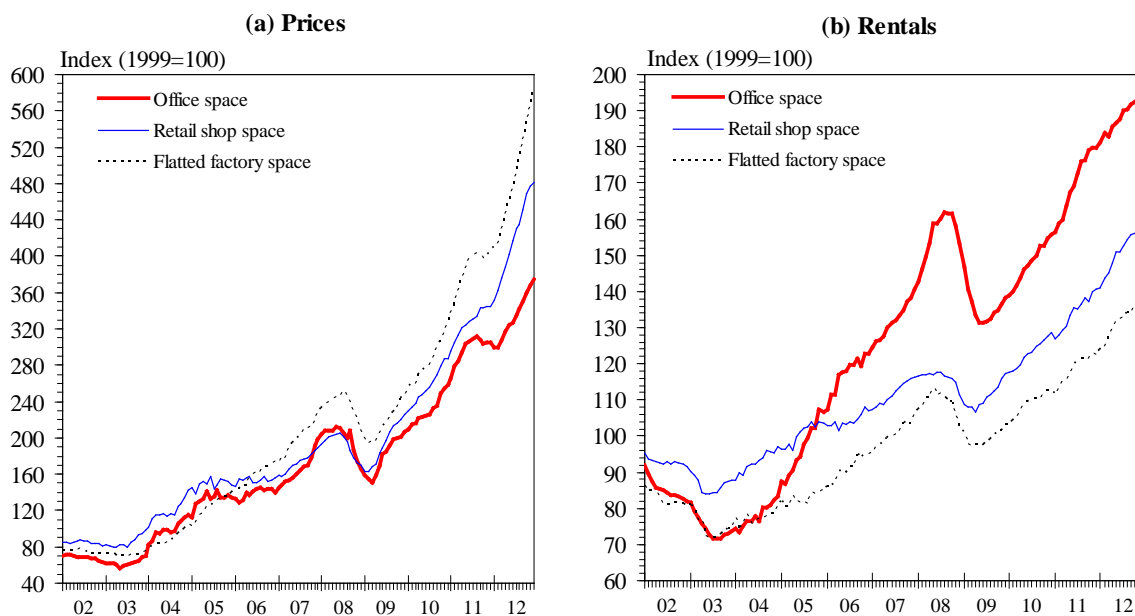 (a) Prices
Index (1999=100)
600
560
520
480
440
400
360
320
280
240
200
160
120
80
40
Office space
Retail shop space
Flatted factory space
02 03 04 05 06 07 08 09 10 11 12
(b) Rentals
Index (1999=100)
200
190
180
170
160
150
140
130
120
110
100
90
80
70
60
Office space
Retail shop space
Flatted factory space
02 03 04 05 06 07 08 09 10 11 12